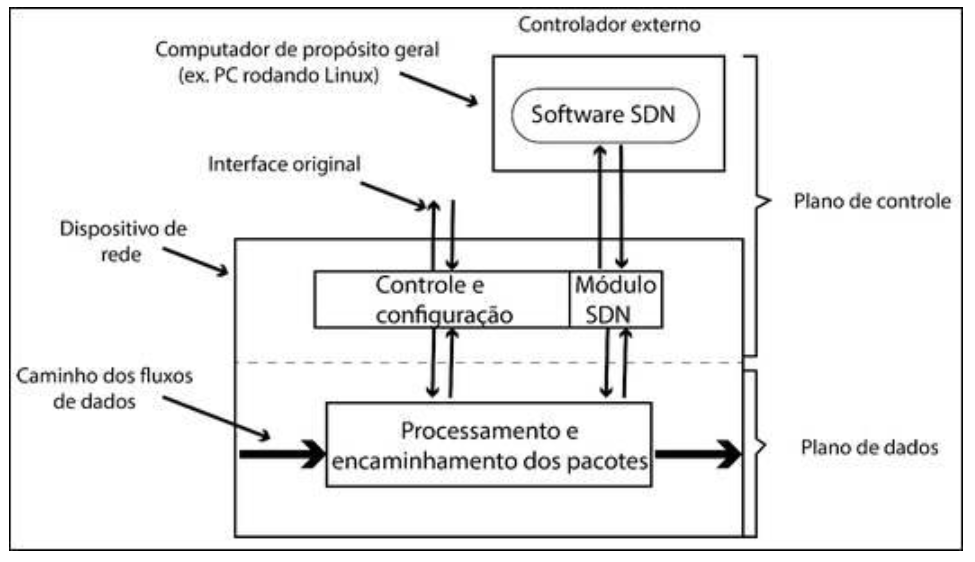 Controlador externo
Computador de propósito geral
(ex. PC rodando Linux)
Software SDN
Interface original
Plano de controle
Dispositivo de
rede
Controle e
configuração
Módulo
SDN
Caminho dos fluxos
de dados
Processamento e
encaminhamento dos pacotes
Plano de dados